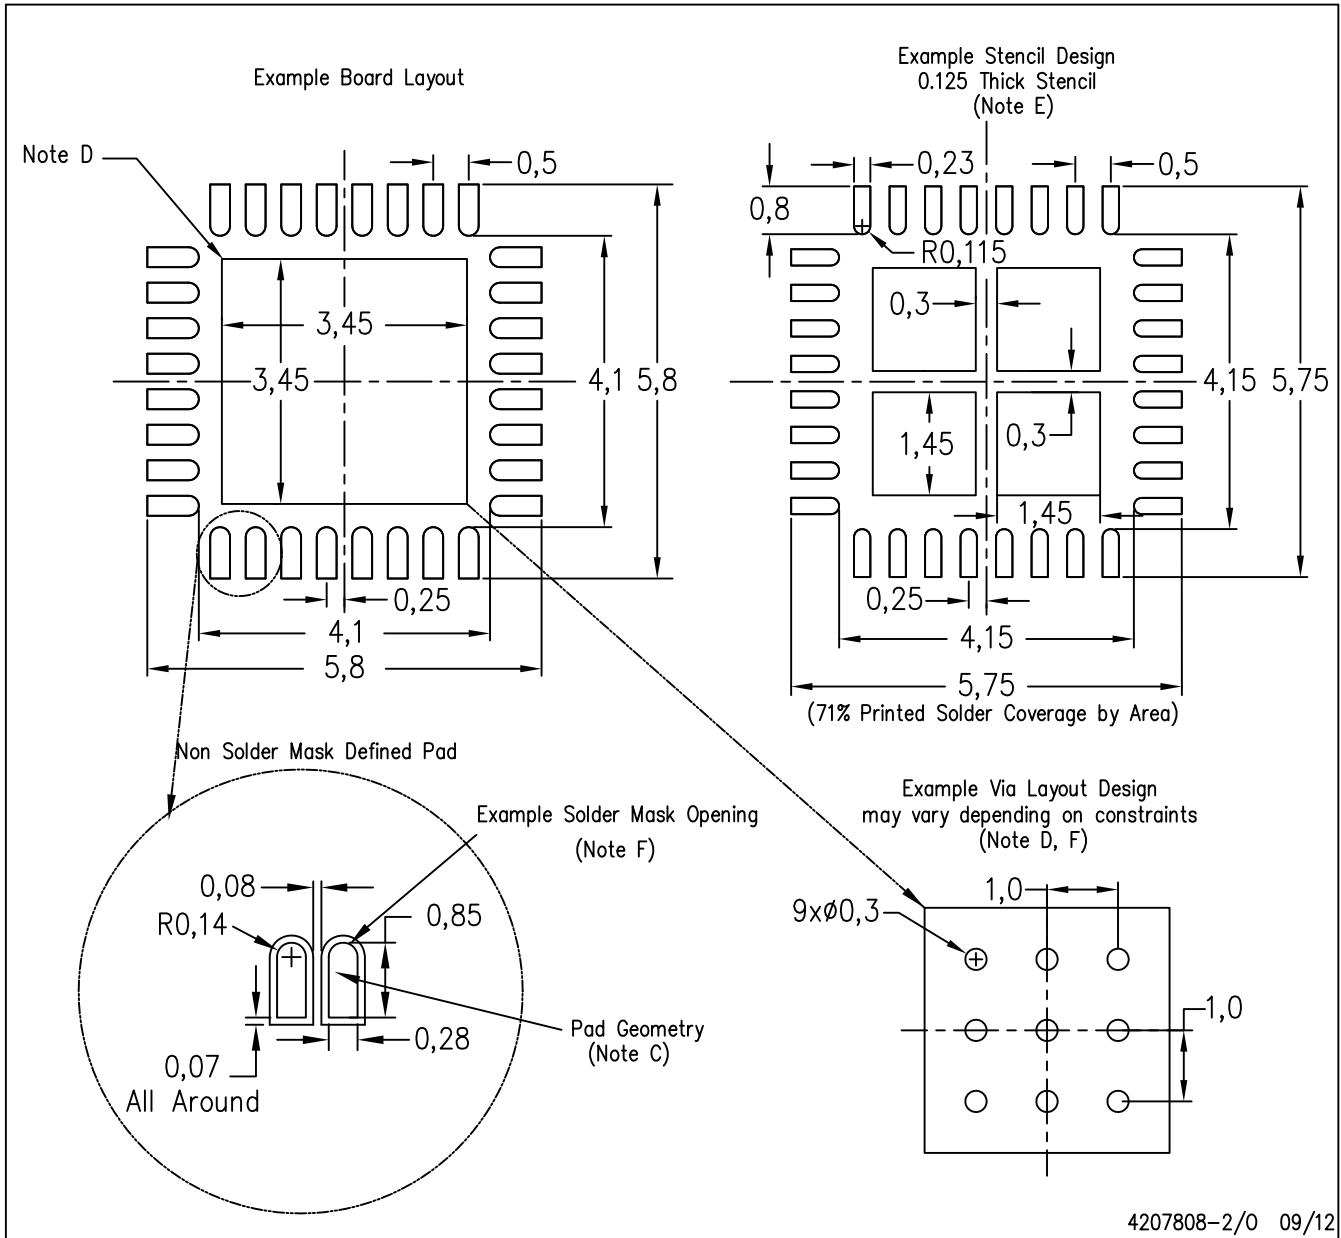 Example Board Layout
Note D
0,5
3,45
3,45
4,1
5,8
0,25
4,1
5,8
Example Stencil Design
0.125 Thick Stencil
(Note E)
0,23
0,5
0,8
R0,115
0,3
4,15
5,75
1,45
0,3
1,45
0,25
4,15
5,75
(71% Printed Solder Coverage by Area)
Non Solder Mask Defined Pad
Example Solder Mask Opening
(Note F)
0,08
R0,14
0,85
Pad Geometry
(Note C)
0,28
0,07
All Around
Example Via Layout Design
may vary depending on constraints
(Note D, F)
1,0
9xø0,3
1,0
4207808-2/O 09/12